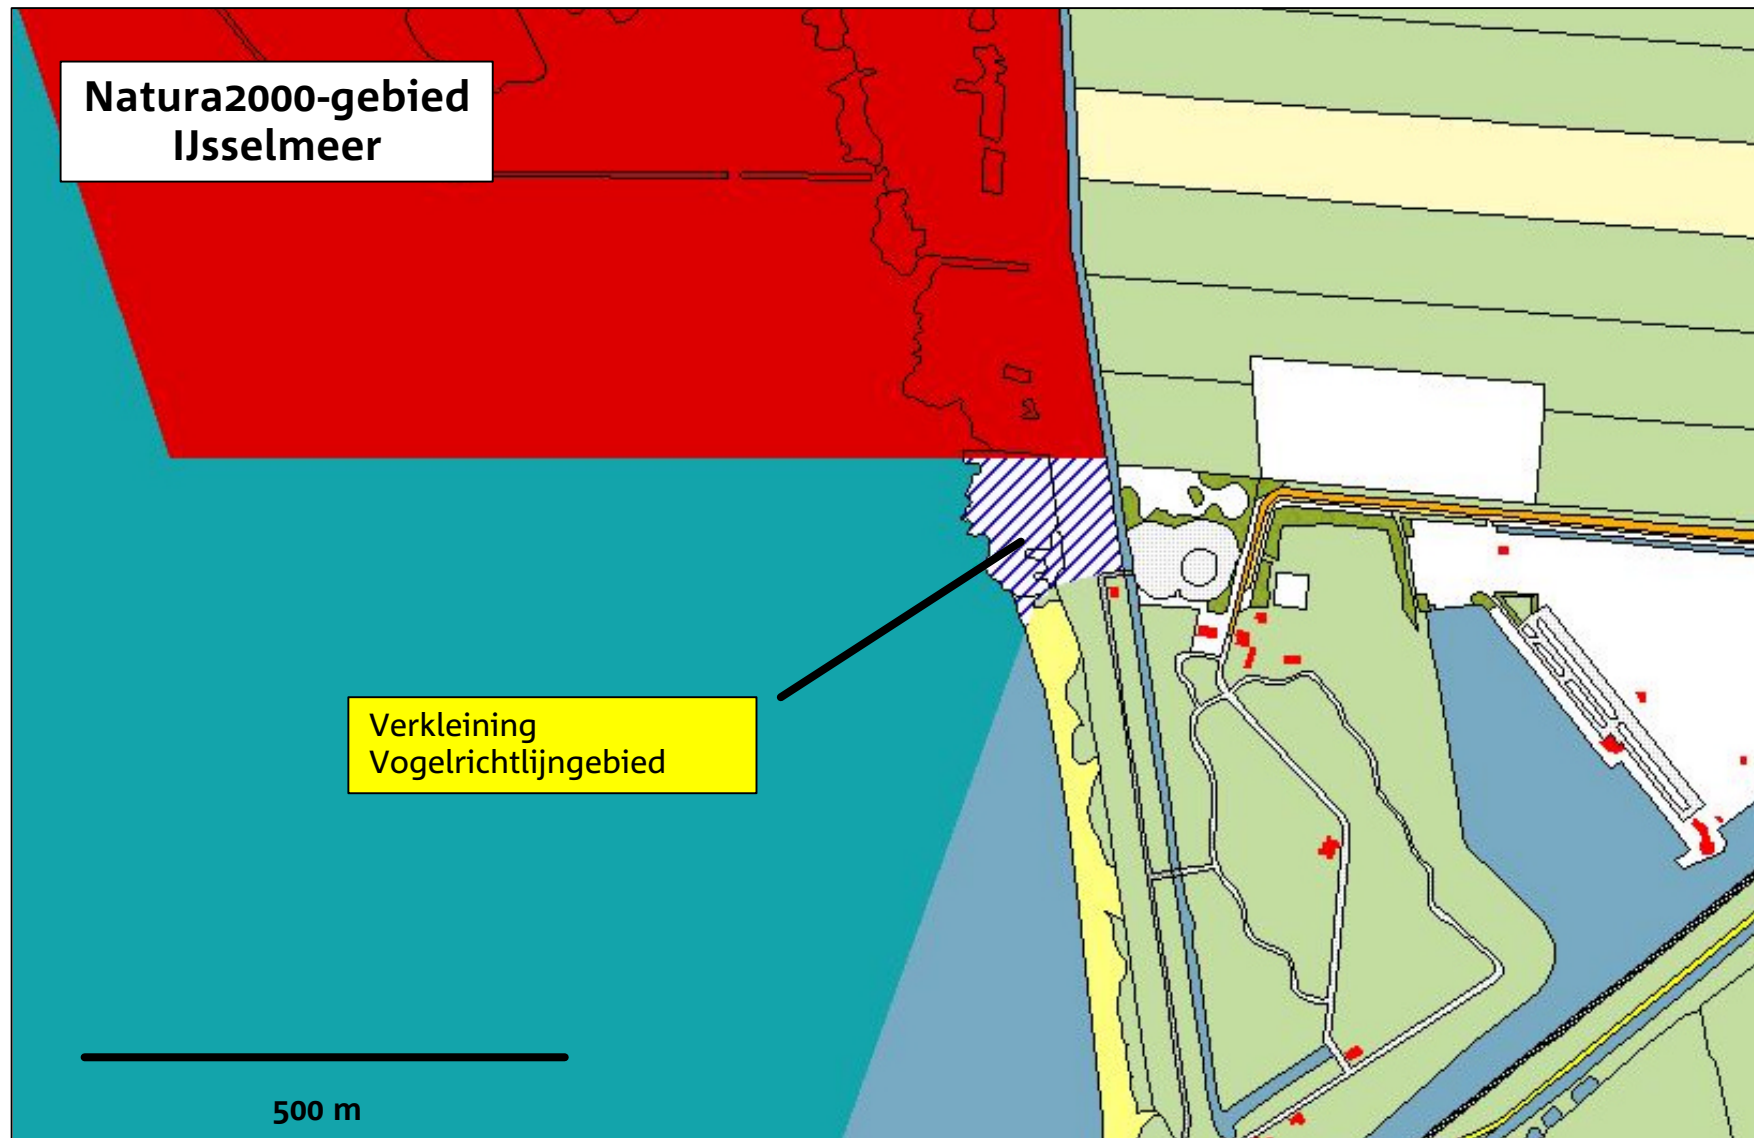 Natura2000-gebied
IJsselmeer
Verkleining
Vogelrichtlijngebied
500 m